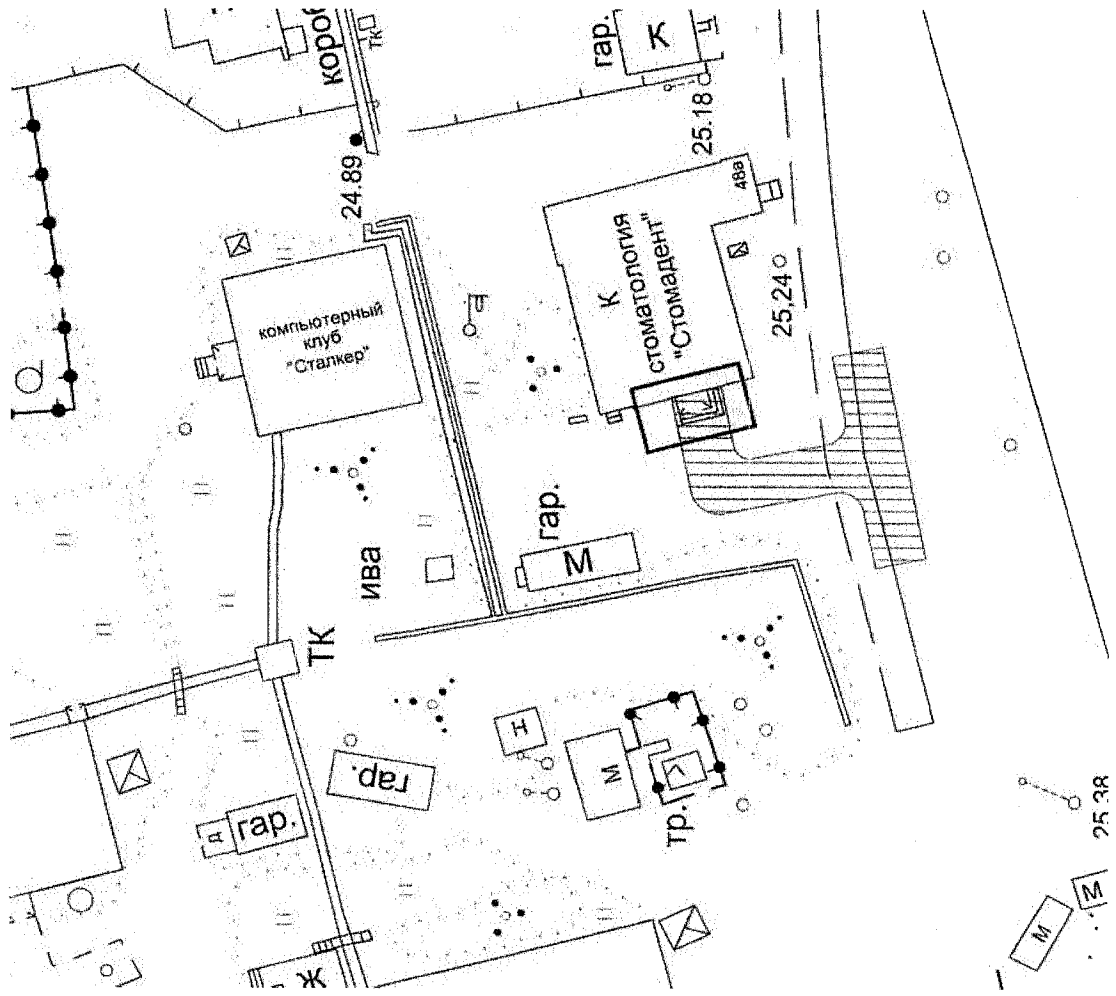 короб
тк
гар.
К
Ц
25.18
24.89
48а
К
стоматология
"Стомадент"
25,24
компьютерный
клуб
"Сталкер"
гар.
М
ива
ТК
Н
М
тр.
гар.
д
гар.
25.38
М
М
Ж